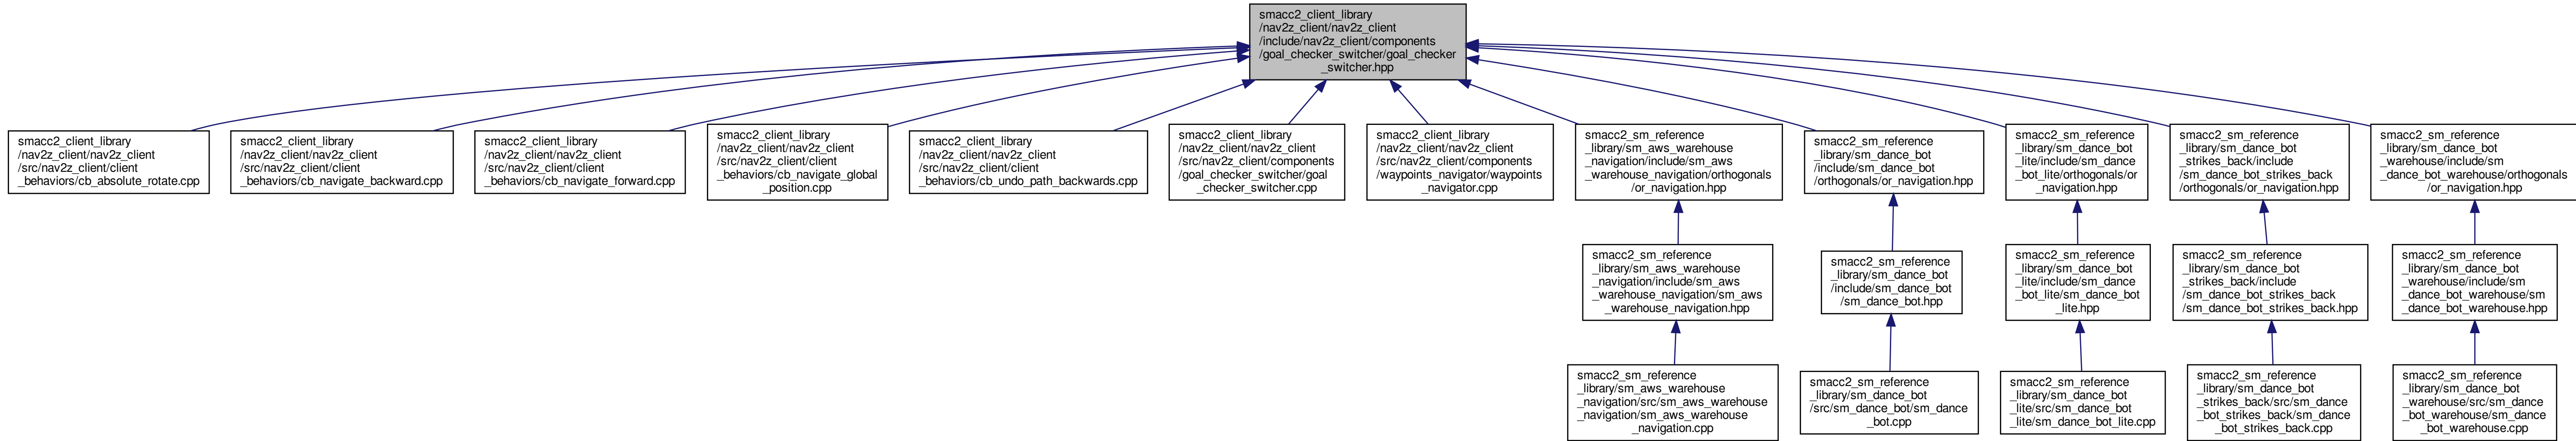 smacc2_client_library
/nav2z_client/nav2z_client
/include/nav2z_client/components
/goal_checker_switcher/goal_checker
_switcher.hpp
smacc2_client_library
/nav2z_client/nav2z_client
/src/nav2z_client/client
_behaviors/cb_absolute_rotate.cpp
smacc2_client_library
/nav2z_client/nav2z_client
/src/nav2z_client/client
_behaviors/cb_navigate_backward.cpp
smacc2_client_library
/nav2z_client/nav2z_client
/src/nav2z_client/client
_behaviors/cb_navigate_forward.cpp
smacc2_client_library
/nav2z_client/nav2z_client
/src/nav2z_client/client
_behaviors/cb_navigate_global
_position.cpp
smacc2_client_library
/nav2z_client/nav2z_client
/src/nav2z_client/client
_behaviors/cb_undo_path_backwards.cpp
smacc2_client_library
/nav2z_client/nav2z_client
/src/nav2z_client/components
/goal_checker_switcher/goal
_checker_switcher.cpp
smacc2_client_library
/nav2z_client/nav2z_client
/src/nav2z_client/components
/waypoints_navigator/waypoints
_navigator.cpp
smacc2_sm_reference
_library/sm_aws_warehouse
_navigation/include/sm_aws
_warehouse_navigation/orthogonals
/or_navigation.hpp
smacc2_sm_reference
_library/sm_dance_bot
/include/sm_dance_bot
/orthogonals/or_navigation.hpp
smacc2_sm_reference
_library/sm_dance_bot
_lite/include/sm_dance
_bot_lite/orthogonals/or
_navigation.hpp
smacc2_sm_reference
_library/sm_dance_bot
_strikes_back/include
/sm_dance_bot_strikes_back
/orthogonals/or_navigation.hpp
smacc2_sm_reference
_library/sm_dance_bot
_warehouse/include/sm
_dance_bot_warehouse/orthogonals
/or_navigation.hpp
smacc2_sm_reference
_library/sm_aws_warehouse
_navigation/include/sm_aws
_warehouse_navigation/sm_aws
_warehouse_navigation.hpp
smacc2_sm_reference
_library/sm_dance_bot
/include/sm_dance_bot
/sm_dance_bot.hpp
smacc2_sm_reference
_library/sm_dance_bot
_lite/include/sm_dance
_bot_lite/sm_dance_bot
_lite.hpp
smacc2_sm_reference
_library/sm_dance_bot
_strikes_back/include
/sm_dance_bot_strikes_back
/sm_dance_bot_strikes_back.hpp
smacc2_sm_reference
_library/sm_dance_bot
_warehouse/include/sm
_dance_bot_warehouse/sm
_dance_bot_warehouse.hpp
smacc2_sm_reference
_library/sm_aws_warehouse
_navigation/src/sm_aws_warehouse
_navigation/sm_aws_warehouse
_navigation.cpp
smacc2_sm_reference
_library/sm_dance_bot
/src/sm_dance_bot/sm_dance
_bot.cpp
smacc2_sm_reference
_library/sm_dance_bot
_lite/src/sm_dance_bot
_lite/sm_dance_bot_lite.cpp
smacc2_sm_reference
_library/sm_dance_bot
_strikes_back/src/sm_dance
_bot_strikes_back/sm_dance
_bot_strikes_back.cpp
smacc2_sm_reference
_library/sm_dance_bot
_warehouse/src/sm_dance
_bot_warehouse/sm_dance
_bot_warehouse.cpp